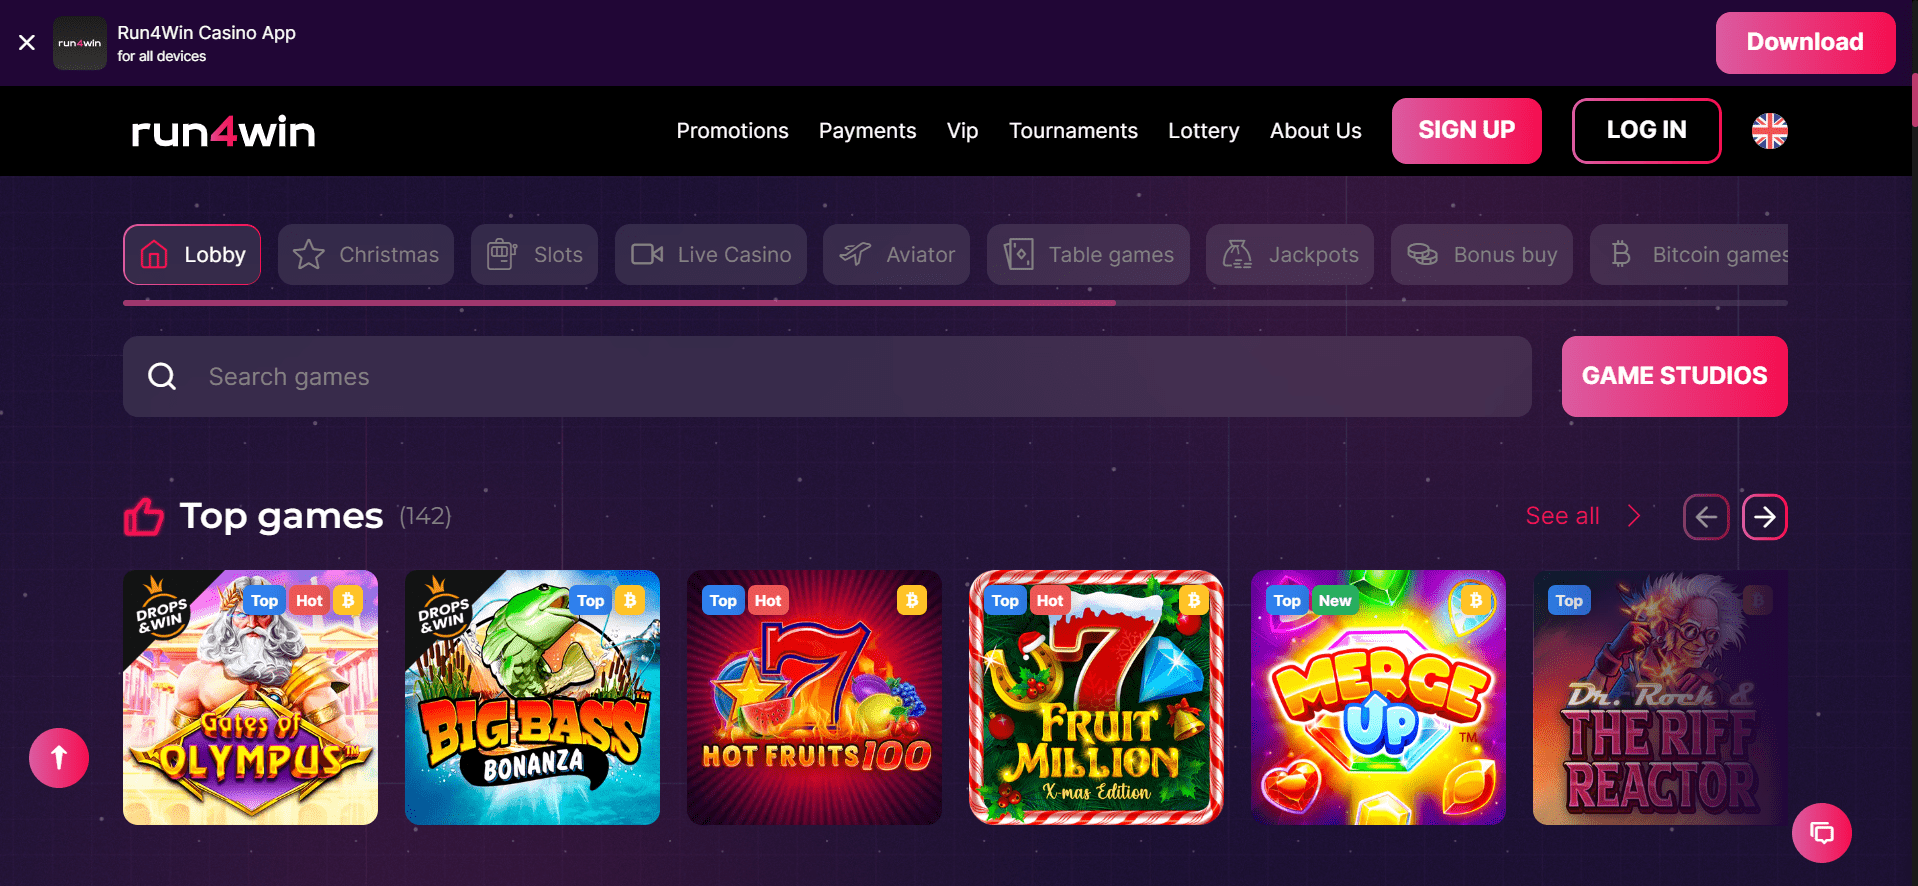 run4win
Run4Win Casino App
for all devices
Download
run4win
Promotions
Payments
Vip
Tournaments
Lottery
About Us
SIGN UP
LOG IN
Lobby
Christmas
Slots
Live Casino
Aviator
Table games
Jackpots
Bonus buy
Bitcoin games
Search games
GAME STUDIOS
Top games (142)
See all
DROPS
&WIN
Top
Hot
Gates of
OLYMPUS™
DROPS
&WIN
Top
BIG BASS
BONANZA
Top
Hot
7
HOT FRUITS 100
Top
Hot
7
FRUIT
MILLION
X-mas Edition
Top
New
MERGE
UP™
Top
Dr. Rock &
THE RIFF
REACTOR